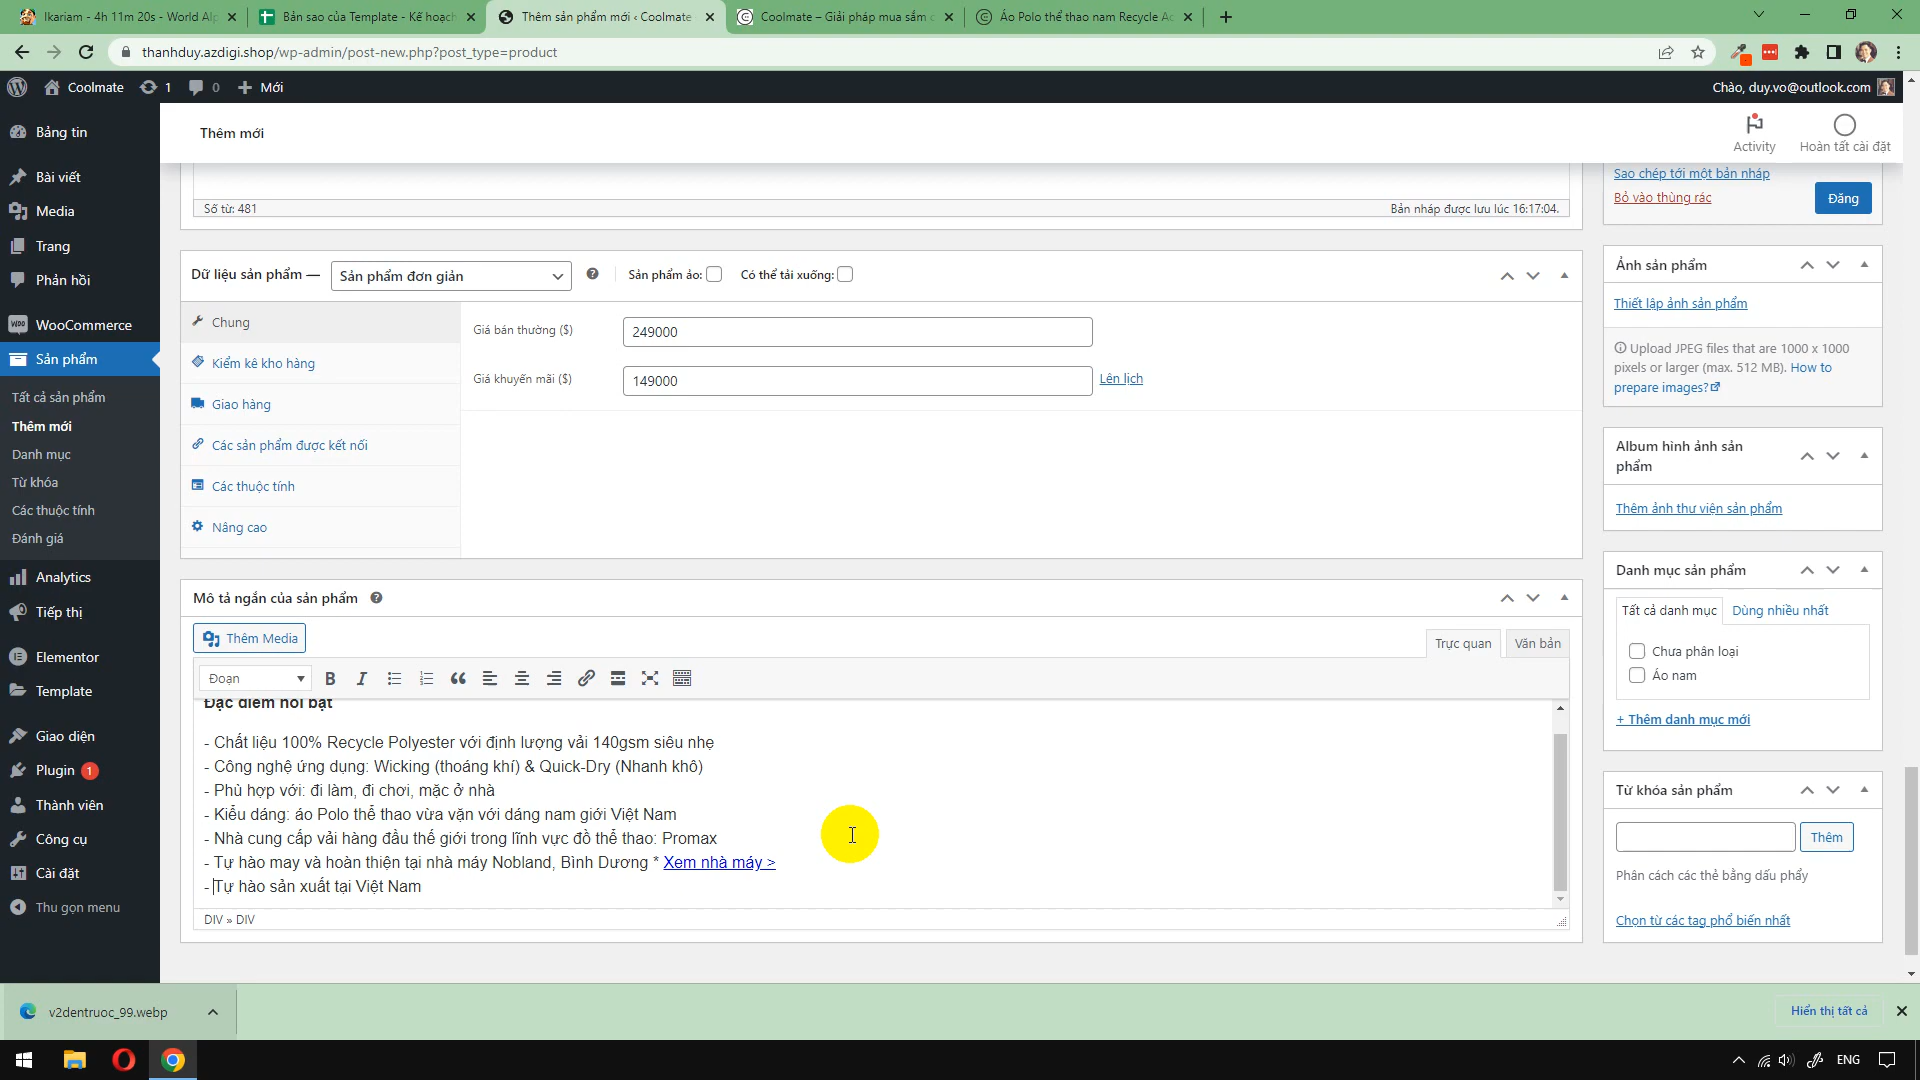 Ikariam - 4h 11m 20s - World Al
Bản sao của Template - Kế hoạch
Thêm sản phẩm mới ‹ Coolmate
Coolmate – Giải pháp mua sắm
Áo Polo thể thao nam Recycle Ac
thanhduy.azdigi.shop/wp-admin/post-new.php?post_type=product
Coolmate
1
0
Mới
Chào, duy.vo@outlook.com
Bảng tin
Bài viết
Media
Trang
Phản hồi
WooCommerce
Sản phẩm
Tất cả sản phẩm
Thêm mới
Danh mục
Từ khóa
Các thuộc tính
Đánh giá
Analytics
Tiếp thị
Elementor
Template
Giao diện
Plugin 1
Thành viên
Công cụ
Cài đặt
Thu gọn menu
Thêm mới
Activity
Hoàn tất cài đặt
Số từ: 481
Bản nháp được lưu lúc 16:17:04.
Dữ liệu sản phẩm —
Sản phẩm đơn giản
Sản phẩm ảo:
Có thể tải xuống:
Chung
Kiểm kê kho hàng
Giao hàng
Các sản phẩm được kết nối
Các thuộc tính
Nâng cao
Giá bán thường ($)
249000
Giá khuyến mãi ($)
149000
Lên lịch
Mô tả ngắn của sản phẩm
Thêm Media
Trực quan
Văn bản
Đoạn
Đặc điểm nổi bật
- Chất liệu 100% Recycle Polyester với định lượng vải 140gsm siêu nhẹ
- Công nghệ ứng dụng: Wicking (thoáng khí) & Quick-Dry (Nhanh khô)
- Phù hợp với: đi làm, đi chơi, mặc ở nhà
- Kiểu dáng: áo Polo thể thao vừa vặn với dáng nam giới Việt Nam
- Nhà cung cấp vải hàng đầu thế giới trong lĩnh vực đồ thể thao: Promax
- Tự hào may và hoàn thiện tại nhà máy Nobland, Bình Dương * Xem nhà máy >
- Tự hào sản xuất tại Việt Nam
DIV » DIV
Sao chép tới một bản nháp
Bỏ vào thùng rác
Đăng
Ảnh sản phẩm
Thiết lập ảnh sản phẩm
Upload JPEG files that are 1000 x 1000
pixels or larger (max. 512 MB). How to
prepare images?
Album hình ảnh sản
phẩm
Thêm ảnh thư viện sản phẩm
Danh mục sản phẩm
Tất cả danh mục
Dùng nhiều nhất
Chưa phân loại
Áo nam
+ Thêm danh mục mới
Từ khóa sản phẩm
Thêm
Phân cách các thẻ bằng dấu phẩy
Chọn từ các tag phổ biến nhất
v2dentruoc_99.webp
Hiển thị tất cả
ENG